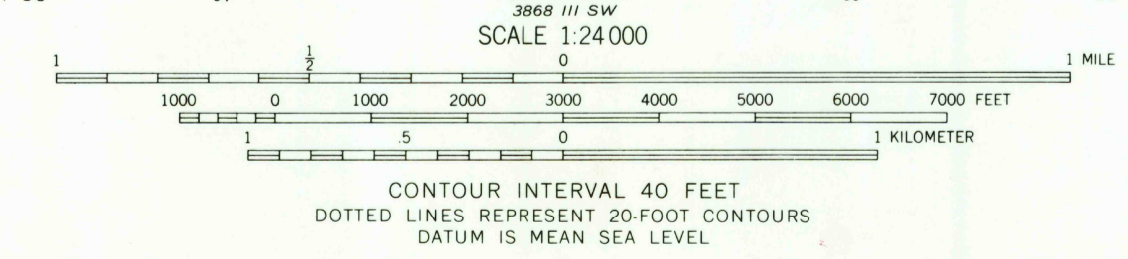 3868 III SW
SCALE 1:24 000
1 1/2 0 1 MILE
1000 0 1000 2000 3000 4000 5000 6000 7000 FEET
1 .5 0 1 KILOMETER
CONTOUR INTERVAL 40 FEET
DOTTED LINES REPRESENT 20-FOOT CONTOURS
DATUM IS MEAN SEA LEVEL